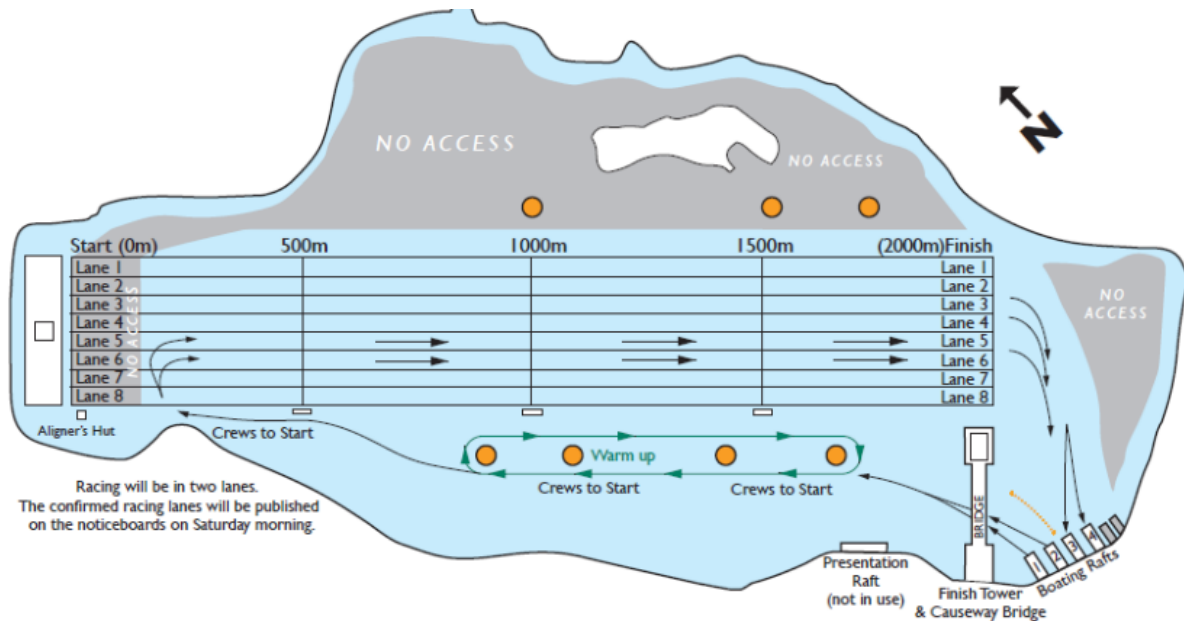 NO ACCESS
NO ACCESS
N
Start (0m)
500m
1000m
1500m
(2000m)Finish
Lane 1
Lane 2
Lane 3
Lane 4
Lane 5
Lane 6
Lane 7
Lane 8
NO ACCESS
Lane 1
Lane 2
Lane 3
Lane 4
Lane 5
Lane 6
Lane 7
Lane 8
NO
ACCESS
Aligner's Hut
Crews to Start
Warm up
Crews to Start
Crews to Start
Racing will be in two lanes.
The confirmed racing lanes will be published
on the noticeboards on Saturday morning.
BRIDGE
1
2
3
4
Boating Rafts
Presentation
Raft
(not in use)
Finish Tower
& Causeway Bridge